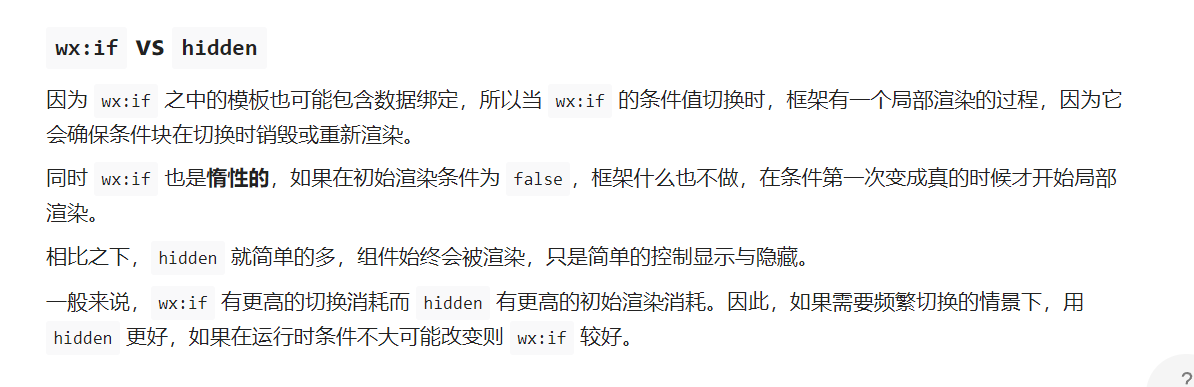 wx:if vs hidden
因为 wx:if 之中的模板也可能包含数据绑定，所以当 wx:if 的条件值切换时，框架有一个局部渲染的过程，因为它
会确保条件块在切换时销毁或重新渲染。
同时 wx:if 也是惰性的，如果在初始渲染条件为 false，框架什么也不做，在条件第一次变成真的时候才开始局部
渲染。
相比之下，hidden 就简单的多，组件始终会被渲染，只是简单的控制显示与隐藏。
一般来说，wx:if 有更高的切换消耗而 hidden 有更高的初始渲染消耗。因此，如果需要频繁切换的情景下，用
hidden 更好，如果在运行时条件不大可能改变则 wx:if 较好。
?